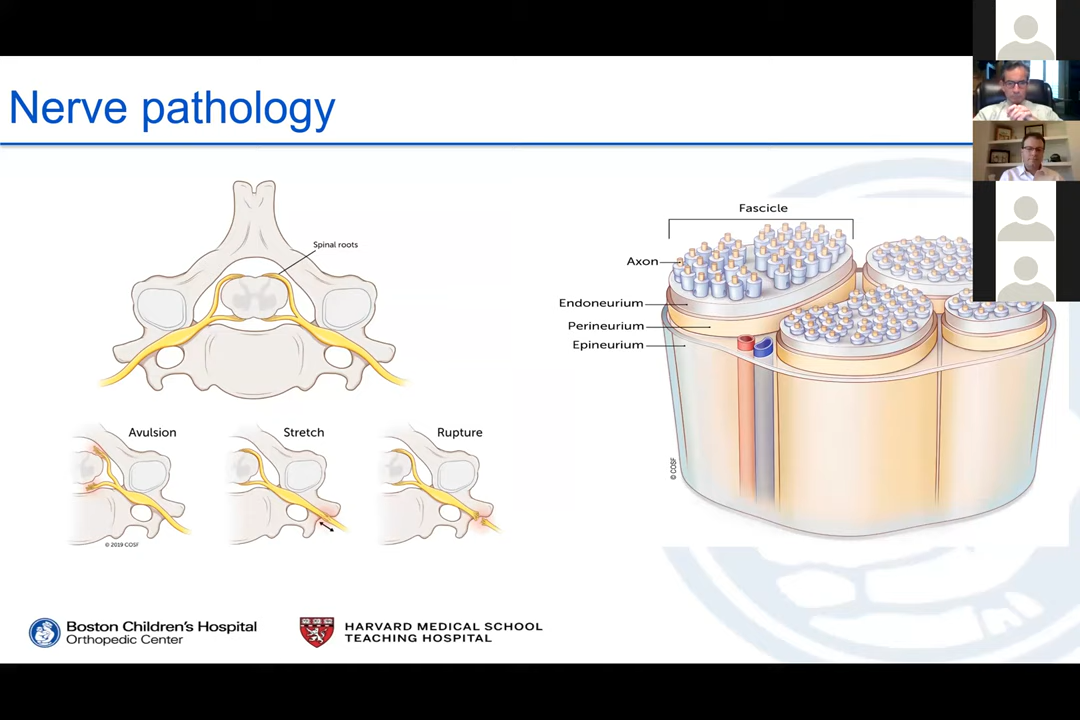 Nerve pathology
Spinal roots
Avulsion
Stretch
Rupture
© 2019 COSF
Fascicle
Axon
Endoneurium
Perineurium
Epineurium
© COSF
Boston Children's Hospital
Orthopedic Center
HARVARD MEDICAL SCHOOL
TEACHING HOSPITAL